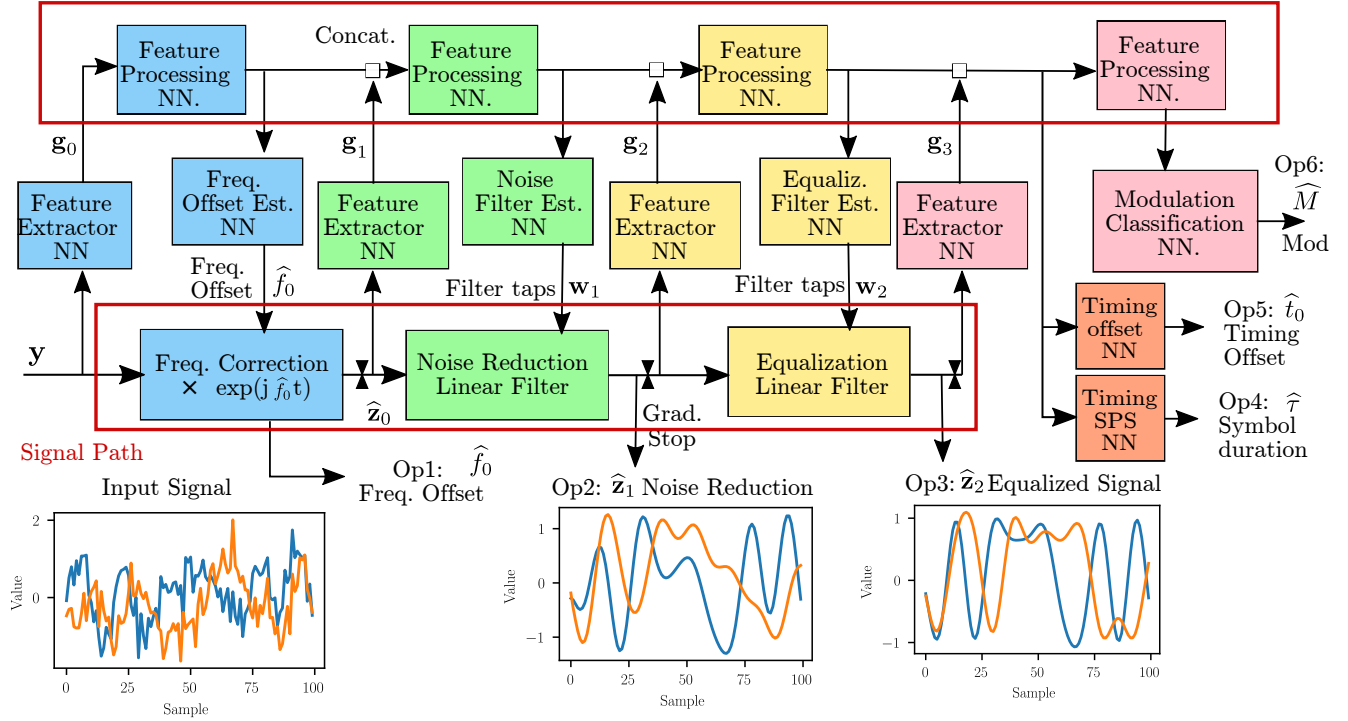 Concat.
Feature
Processing
NN.
Feature
Processing
NN.
Feature
Processing
NN.
Feature
Processing
NN.
g₀
g₁
g₂
g₃
Feature
Extractor
NN
Freq.
Offset Est.
NN
Feature
Extractor
NN
Noise
Filter Est.
NN
Feature
Extractor
NN
Equaliz.
Filter Est.
NN
Feature
Extractor
NN
Modulation
Classification
NN.
Op6:
M̂
Mod
Freq.
Offset
f̂₀
Filter taps w₁
Filter taps w₂
y
Freq. Correction
× exp(j f̂₀t)
ẑ₀
Noise Reduction
Linear Filter
Grad.
Stop
Equalization
Linear Filter
Timing
offset
NN
Op5: t̂₀
Timing
Offset
Timing
SPS
NN
Op4: τ̂
Symbol
duration
Signal Path
Op1: f̂₀
Freq. Offset
Input Signal
2
0
Value
0 25 50 75 100
Sample
Op2: ẑ₁ Noise Reduction
1
0
−1
Value
0 25 50 75 100
Sample
Op3: ẑ₂ Equalized Signal
1
0
−1
Value
0 25 50 75 100
Sample